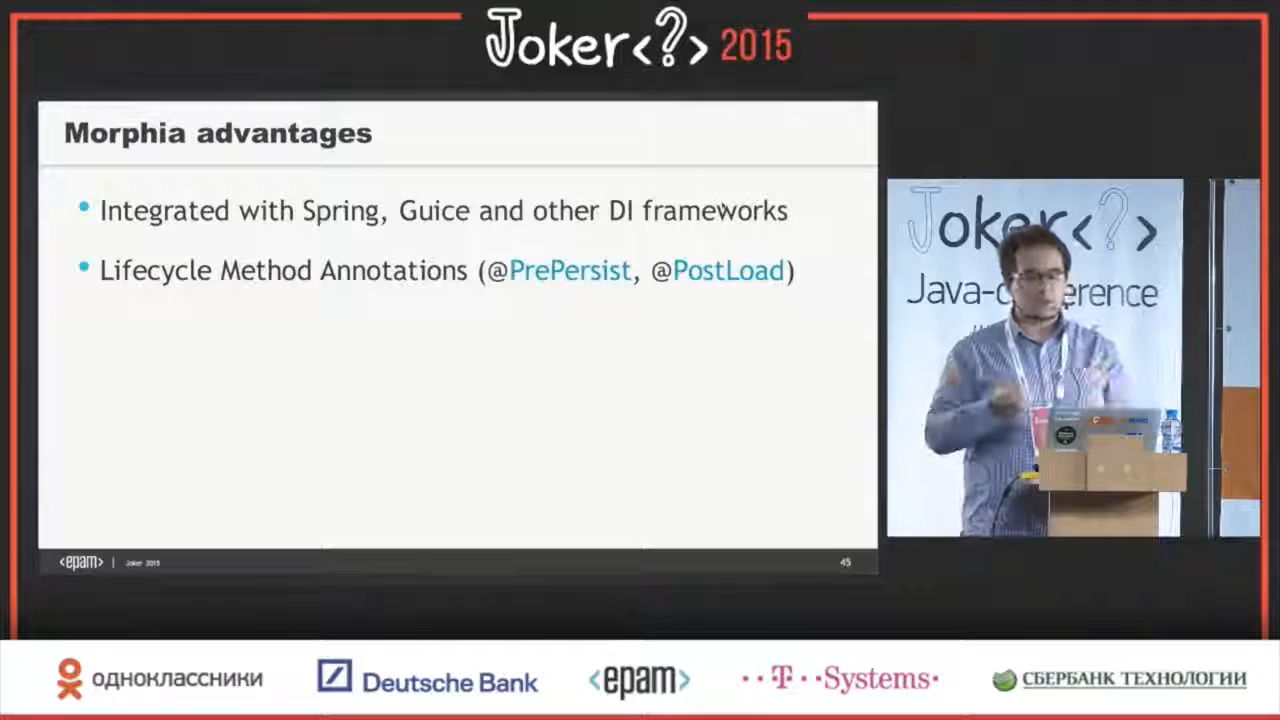 Joker<?> 2015
Morphia advantages
• Integrated with Spring, Guice and other DI frameworks
• Lifecycle Method Annotations (@PrePersist, @PostLoad)
<epam> | Joker 2015 45
Joker<?>
Java-
одноклассники Deutsche Bank <epam> ··T··Systems· СБЕРБАНК ТЕХНОЛОГИИ